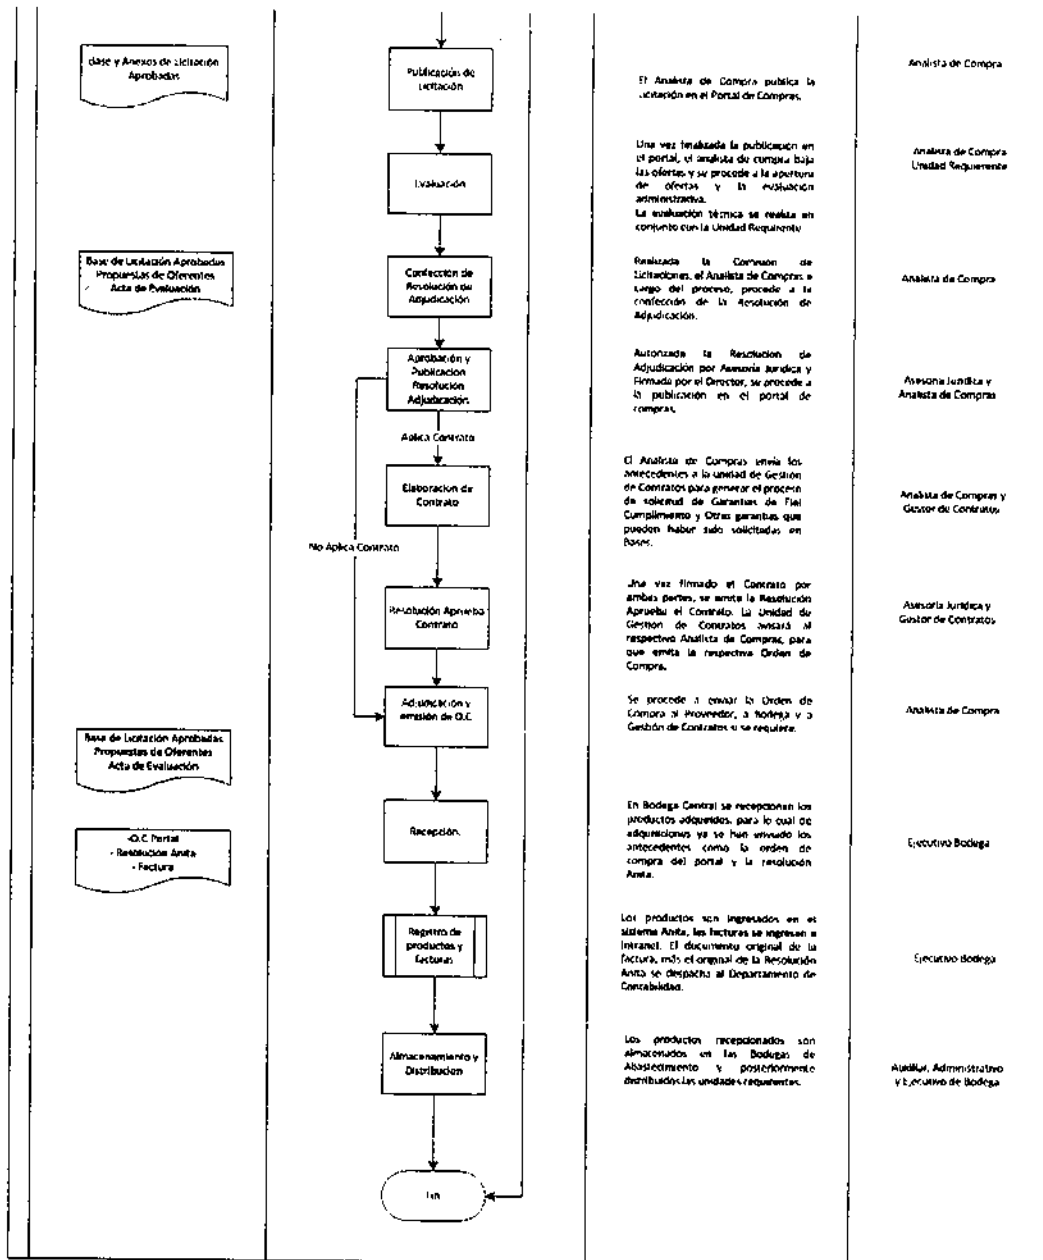 Base y Anexos de Licitación
Aprobadas
Publicación de
Licitación
El Analista de Compra publica la
Licitación en el Portal de Compras.
Analista de Compra
Evaluación
Una vez finalizada la publicación en
el portal, el analista de compra baja
las ofertas y se procede a la apertura
de ofertas y la evaluación
administrativa.
La evaluación técnica se realiza en
conjunto con la Unidad Requirente
Analista de Compra
Unidad Requirente
Base de Licitación Aprobadas
Propuestas de Oferentes
Acta de Evaluación
Confección de
Resolución de
Adjudicación
Realizada la Comisión de
Licitaciones, el Analista de Compras a
cargo del proceso, procede a la
confección de la Resolución de
Adjudicación.
Analista de Compra
Aprobación y
Publicacion
Resolución
Adjudicación.
Autorizada la Resolución de
Adjudicación por Asesoria Juridica y
Firmada por el Director, se procede a
la publicación en el portal de
compras.
Asesoria Juridica y
Analista de Compras
Aplica Contrato
Elaboracion de
Contrato
El Analista de Compras envía los
antecedentes a la unidad de Gestión
de Contratos para generar el proceso
de solicitud de Garantias de Fiel
Cumplimiento y Otras garantias que
pueden haber sido solicitadas en
Bases.
Analista de Compras y
Gestor de Contratos
No Aplica Contrato
Resolución Aprueba
Contrato
Una vez firmado el Contrato por
ambas partes, se emite la Resolución
Aprueba el Contrato. La Unidad de
Gestión de Contratos avisará al
respectivo Analista de Compras, para
que emita la respectiva Orden de
Compra.
Asesoría Jurídica y
Gestor de Contratos
Adjudicación y
emisión de O.C
Se procede a enviar la Orden de
Compra al Proveedor, a Bodega y a
Gestión de Contratos si se requiere.
Analista de Compra
Base de Licitación Aprobadas
Propuestas de Oferentes
Acta de Evaluación
-O.C Portal
- Resolución Anita
- Factura
Recepción.
En Bodega Central se recepcionan los
productos adquiridos, para lo cual de
adquisiciones ya se han enviado los
antecedentes como la orden de
compra del portal y la resolución
Anita.
Ejecutivo Bodega
Registro de
productos y
facturas
Los productos son ingresados en el
sistema Anita, las facturas se ingresan a
Intranet. El documento original de la
factura, más el original de la Resolución
Anita se despacha al Departamento de
Contabilidad.
Ejecutivo Bodega
Almacenamiento y
Distribucion
Los productos recepcionados son
almacenados en las Bodegas de
Abastecimiento y posteriormente
distribuidos las unidades requirentes.
Auxiliar, Administrativo
y Ejecutivo de Bodega
Fin